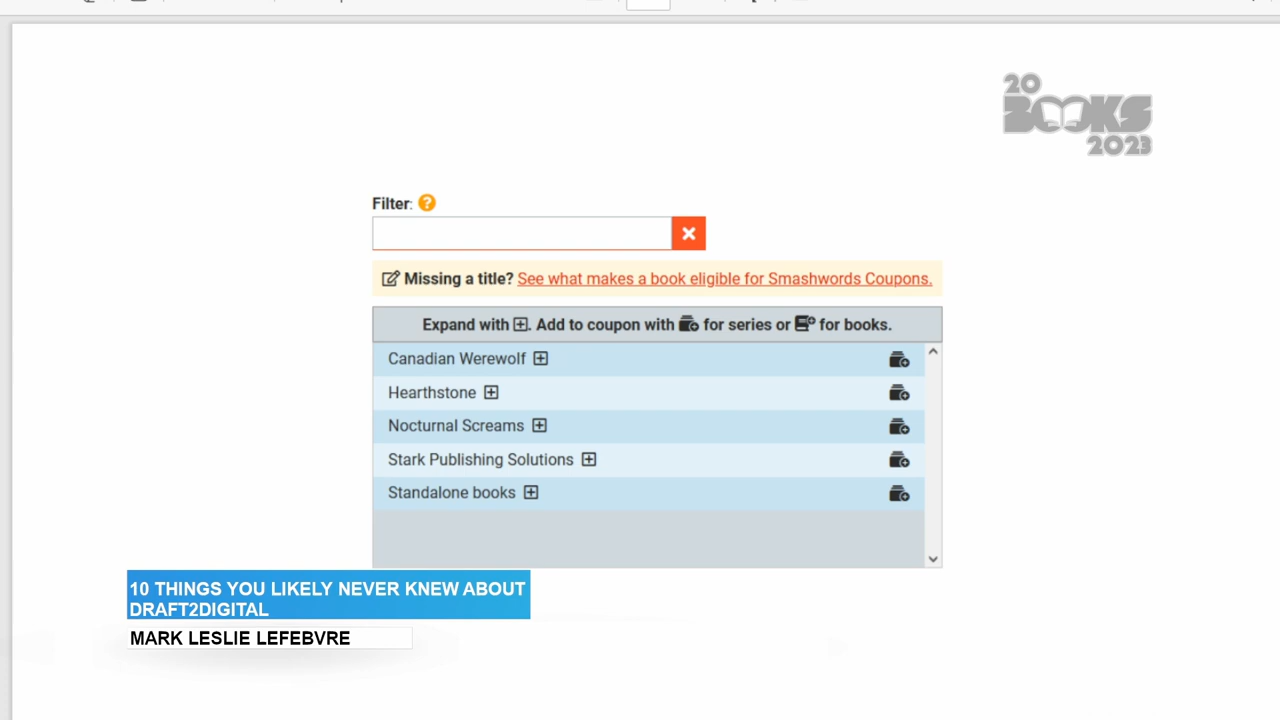 20
BOOKS
2023
Filter:
Missing a title? See what makes a book eligible for Smashwords Coupons.
Expand with . Add to coupon with for series or for books.
Canadian Werewolf
Hearthstone
Nocturnal Screams
Stark Publishing Solutions
Standalone books
10 THINGS YOU LIKELY NEVER KNEW ABOUT
DRAFT2DIGITAL
MARK LESLIE LEFEBVRE